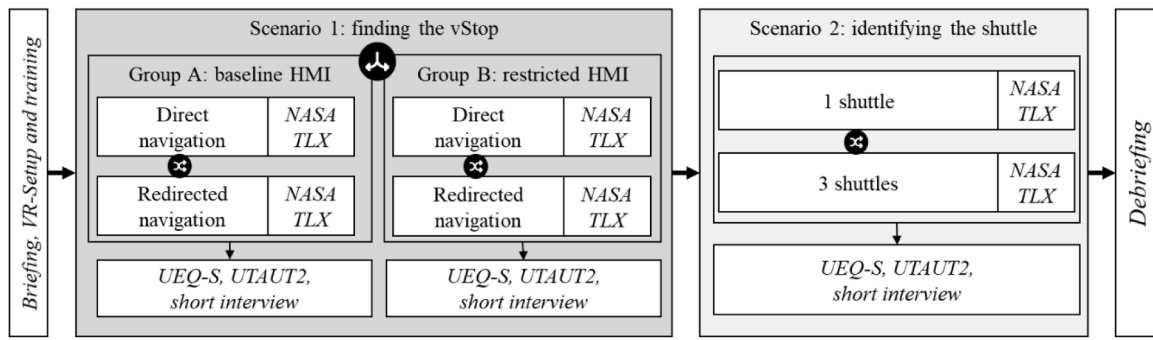 Briefing, VR-Setup and training
Scenario 1: finding the vStop
Group A: baseline HMI
Direct
navigation
NASA
TLX
Redirected
navigation
NASA
TLX
UEQ-S, UTAUT2,
short interview
Group B: restricted HMI
Direct
navigation
NASA
TLX
Redirected
navigation
NASA
TLX
UEQ-S, UTAUT2,
short interview
Scenario 2: identifying the shuttle
1 shuttle
NASA
TLX
3 shuttles
NASA
TLX
UEQ-S, UTAUT2,
short interview
Debriefing